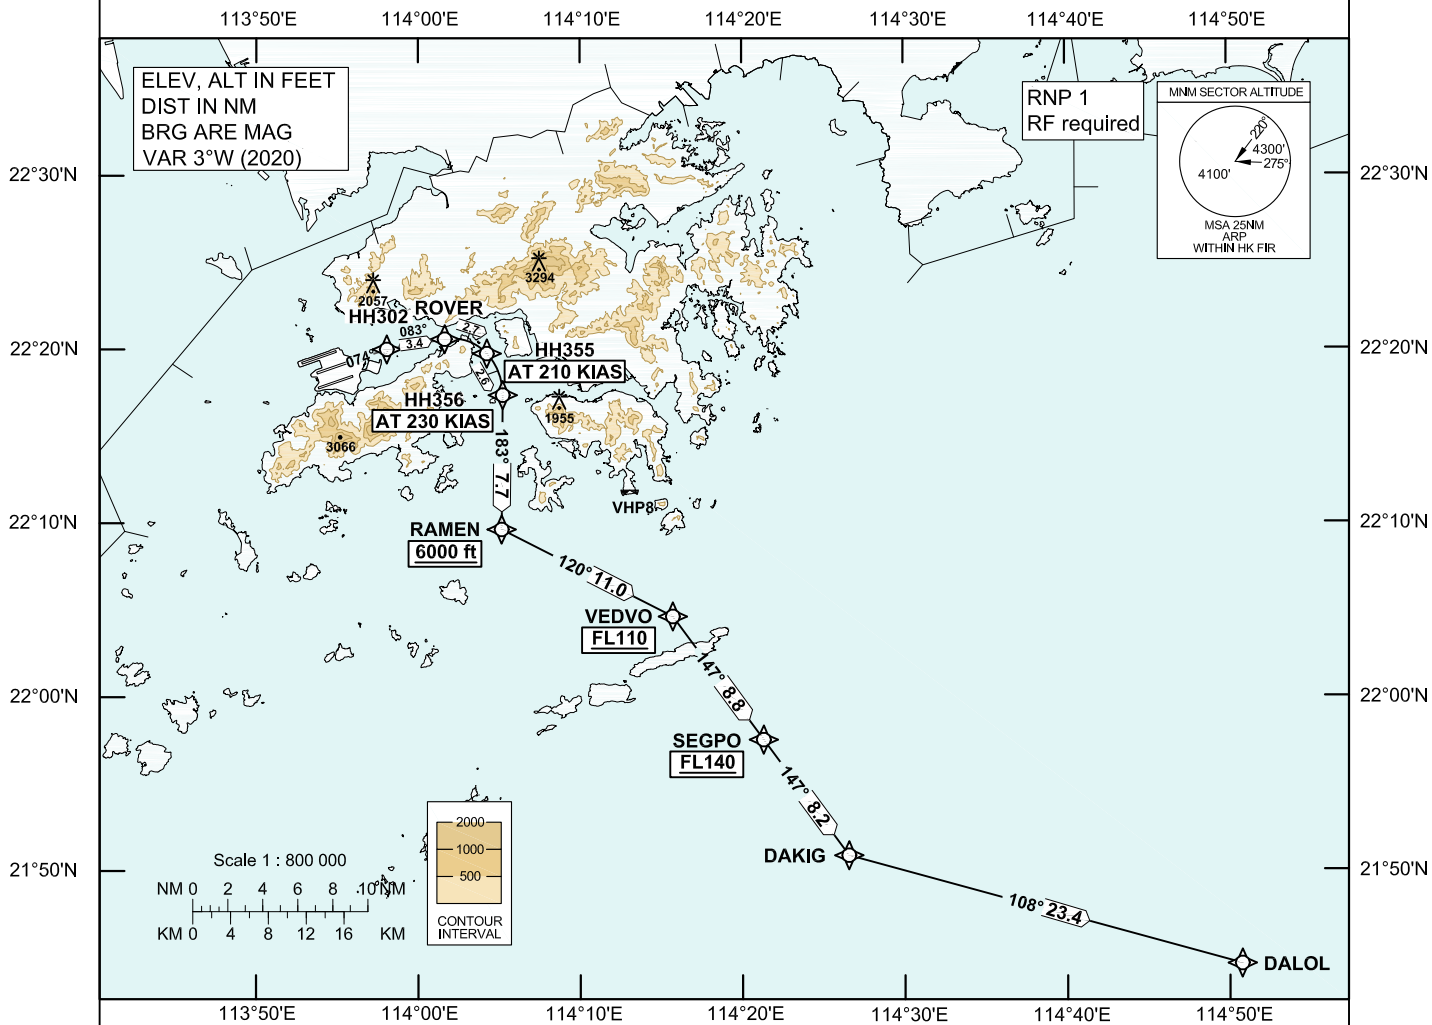 113°50'E 114°00'E 114°10'E 114°20'E 114°30'E 114°40'E 114°50'E
ELEV, ALT IN FEET
DIST IN NM
BRG ARE MAG
VAR 3°W (2020)
RNP 1
RF required
MNM SECTOR ALTITUDE
220°
4300'
275°
4100'
MSA 25NM
ARP
WITHIN HK FIR
22°30'N 22°30'N
3294
2057
HH302
ROVER
083°
3.4
2.7
074°
22°20'N 22°20'N
HH355
AT 210 KIAS
2.6
HH356
AT 230 KIAS
1955
3066
183° 7.7
VHP8
22°10'N 22°10'N
RAMEN
6000 ft
120° 11.0
VEDVO
FL110
147° 8.8
22°00'N 22°00'N
SEGPO
FL140
147° 8.2
DAKIG
21°50'N 21°50'N
108° 23.4
DALOL
2000
1000
500
CONTOUR
INTERVAL
Scale 1 : 800 000
NM 0 2 4 6 8 10 NM
KM 0 4 8 12 16 KM
113°50'E 114°00'E 114°10'E 114°20'E 114°30'E 114°40'E 114°50'E